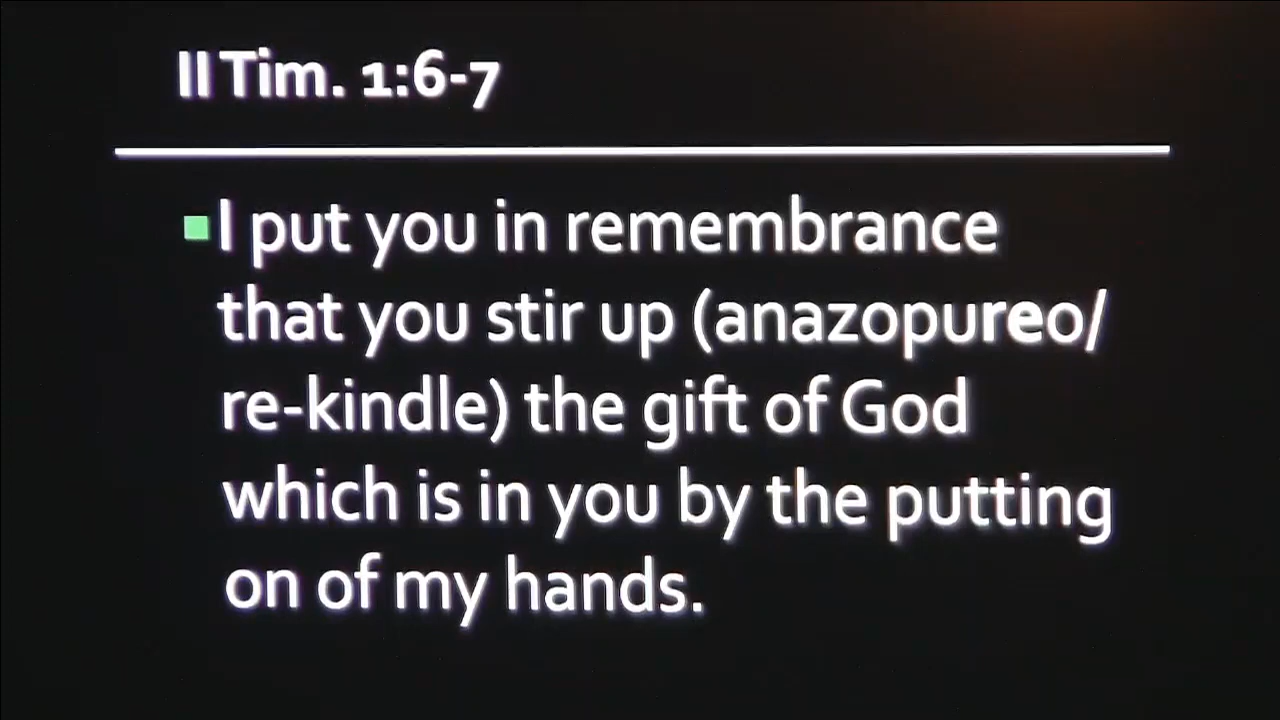 II Tim. 1:6-7
I put you in remembrance
that you stir up (anazopureo/
re-kindle) the gift of God
which is in you by the putting
on of my hands.